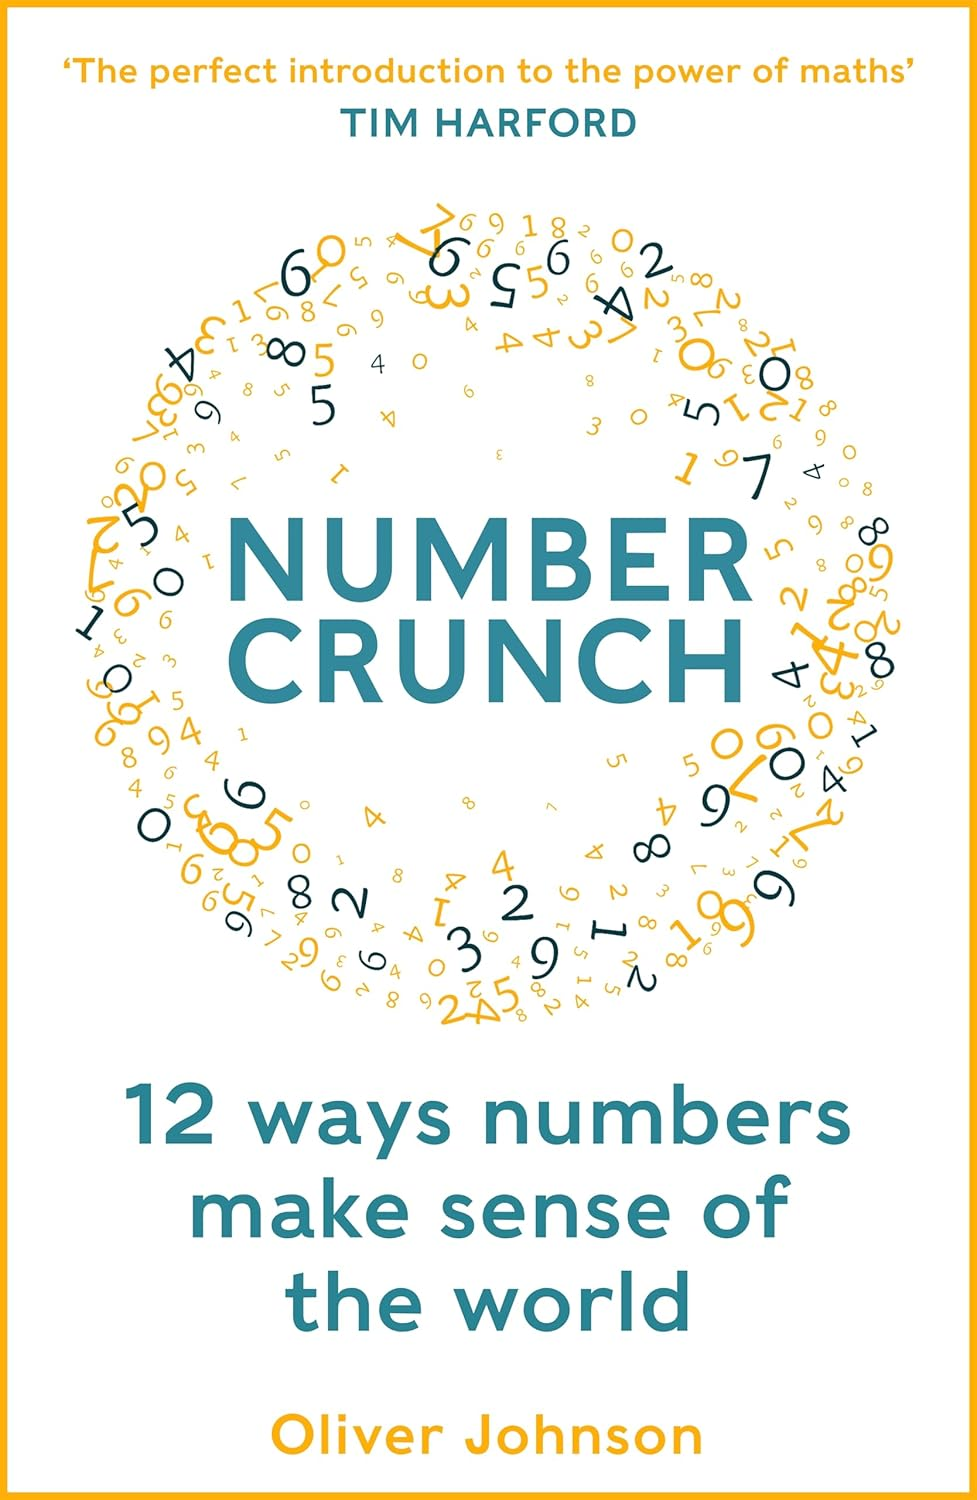 ‘The perfect introduction to the power of maths’
TIM HARFORD
NUMBER
CRUNCH
12 ways numbers
make sense of
the world
Oliver Johnson